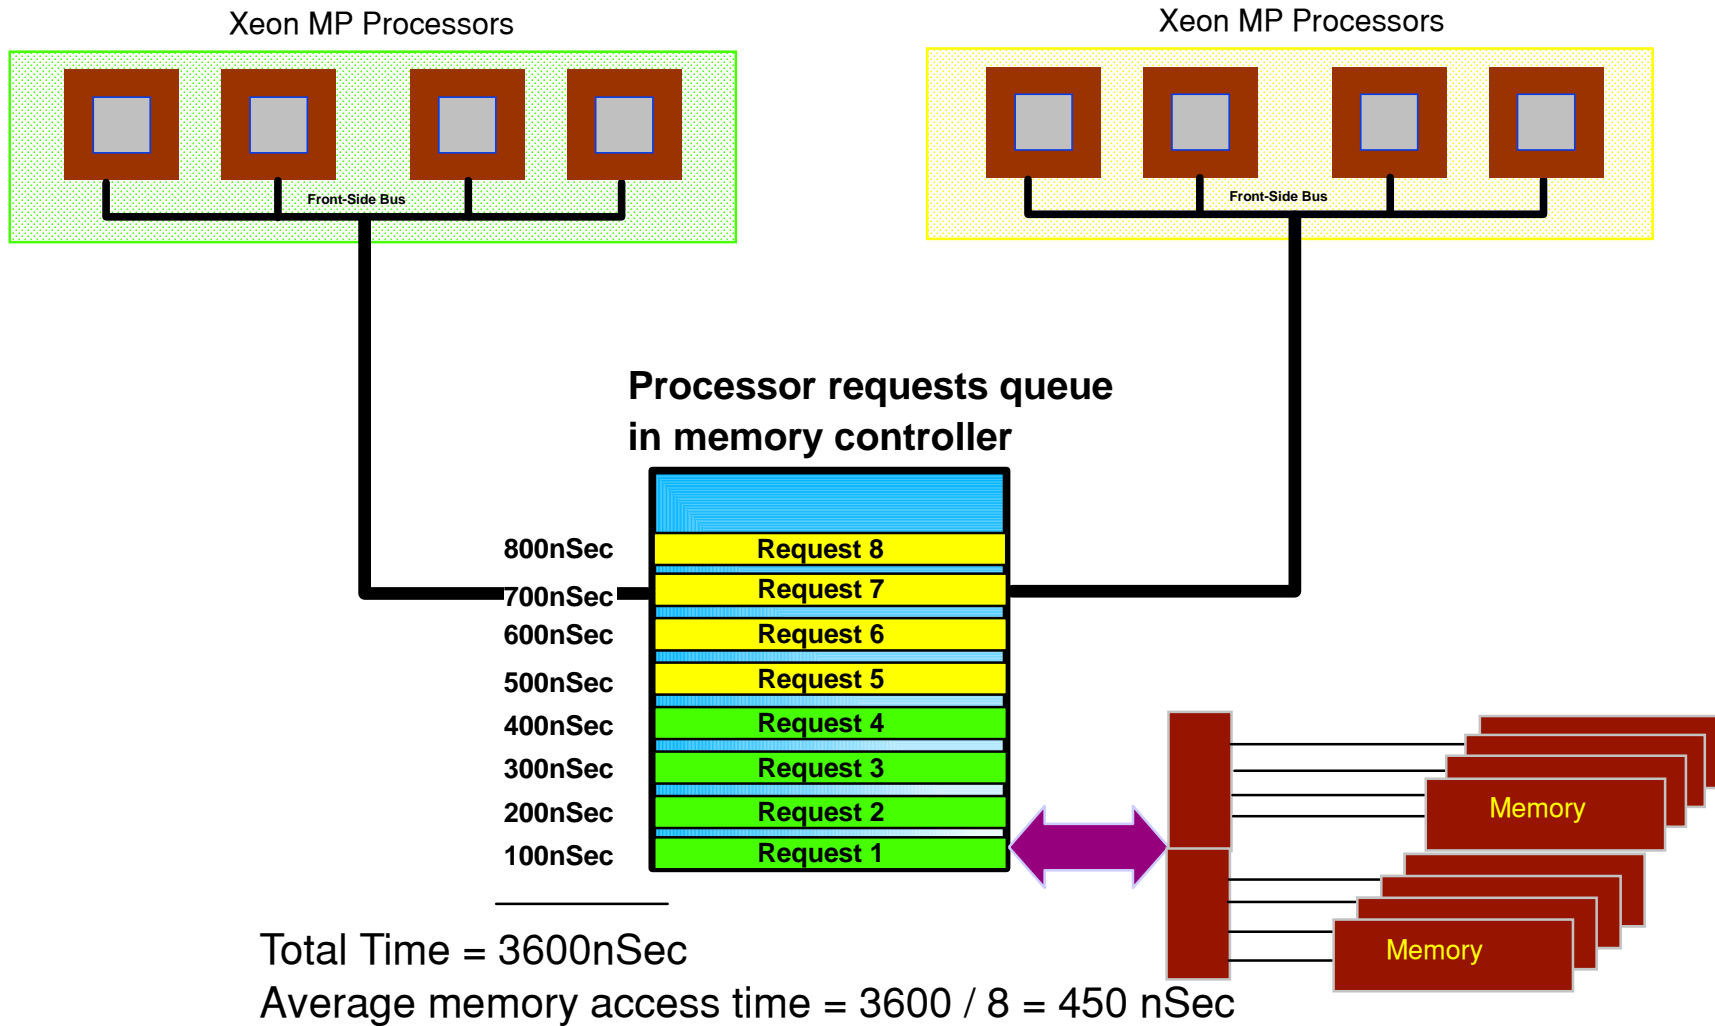 Xeon MP Processors
Xeon MP Processors
Front-Side Bus
Front-Side Bus
Processor requests queue
in memory controller
800nSec
Request 8
700nSec
Request 7
600nSec
Request 6
500nSec
Request 5
400nSec
Request 4
300nSec
Request 3
200nSec
Request 2
100nSec
Request 1
Memory
Memory
Total Time = 3600nSec
Average memory access time = 3600 / 8 = 450 nSec